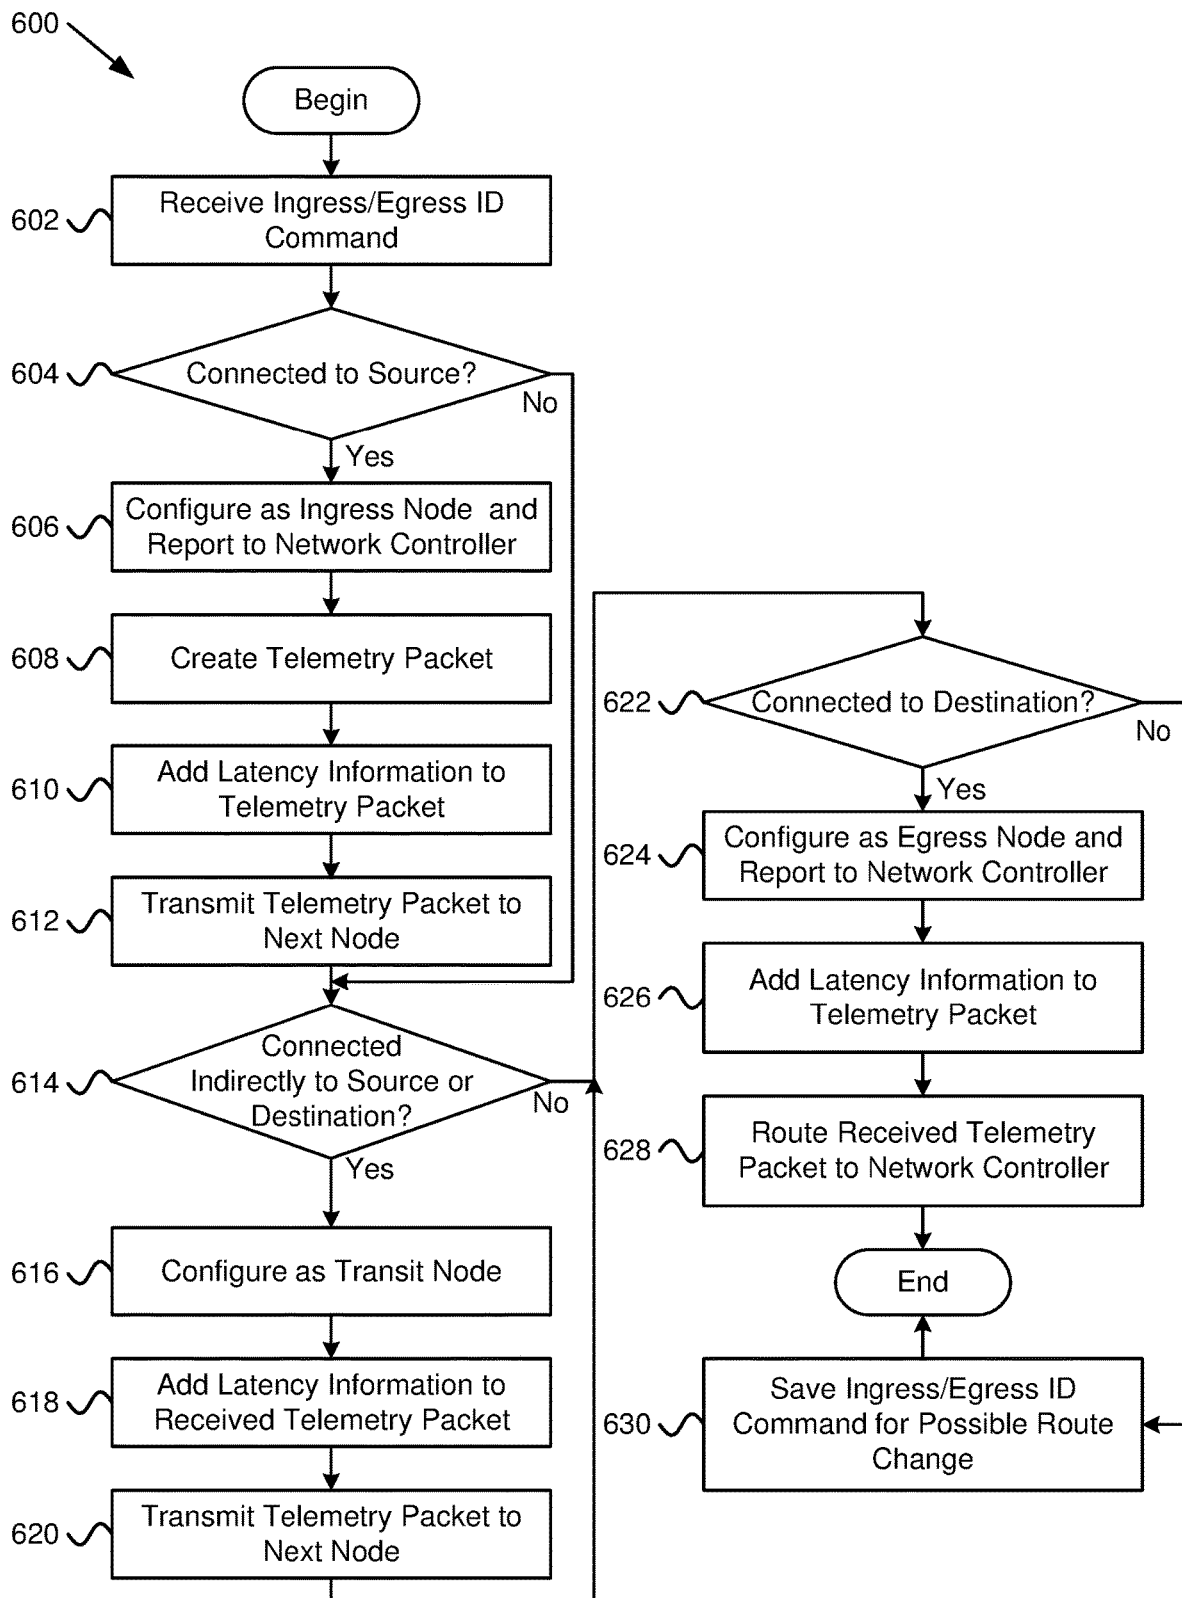 600
Begin
602
Receive Ingress/Egress ID
Command
604
Connected to Source?
No
Yes
606
Configure as Ingress Node and
Report to Network Controller
608
Create Telemetry Packet
610
Add Latency Information to
Telemetry Packet
612
Transmit Telemetry Packet to
Next Node
614
Connected
Indirectly to Source or
Destination?
No
Yes
616
Configure as Transit Node
618
Add Latency Information to
Received Telemetry Packet
620
Transmit Telemetry Packet to
Next Node
622
Connected to Destination?
No
Yes
624
Configure as Egress Node and
Report to Network Controller
626
Add Latency Information to
Telemetry Packet
628
Route Received Telemetry
Packet to Network Controller
End
630
Save Ingress/Egress ID
Command for Possible Route
Change